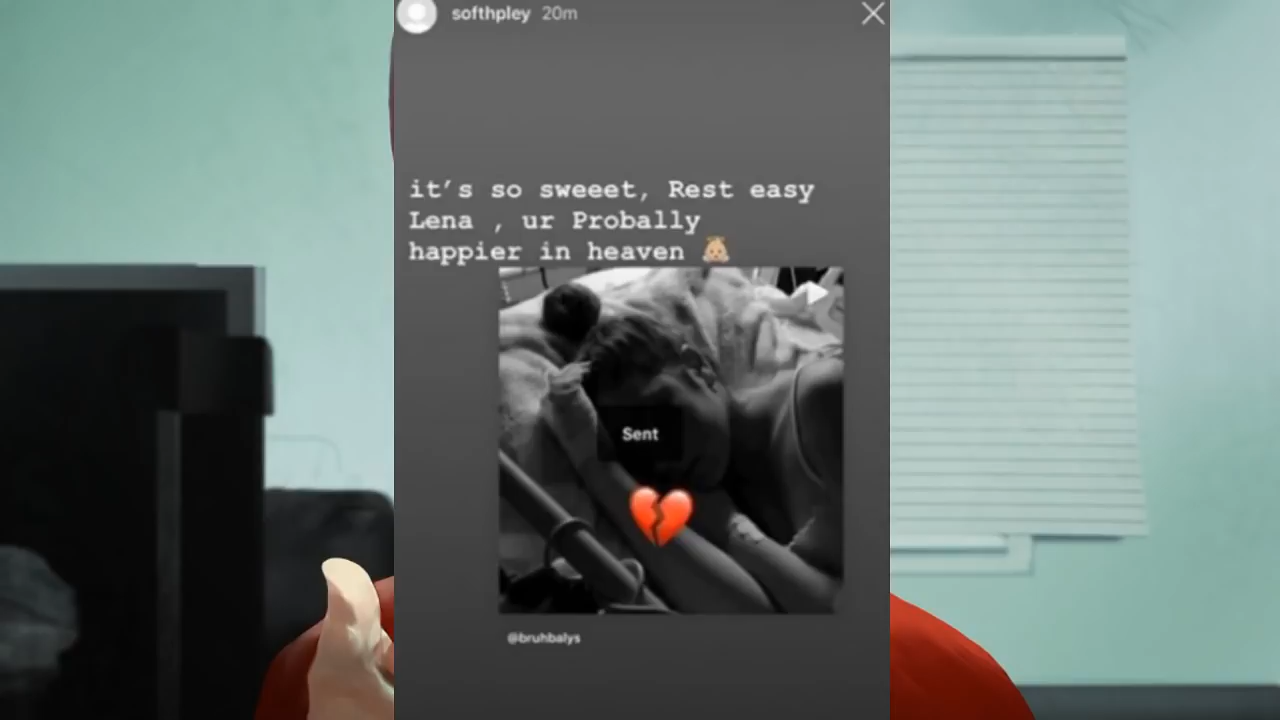 softhpley 20m
it's so sweeet, Rest easy
Lena , ur Probally
happier in heaven 👼🏼
Sent
@bruhbalys